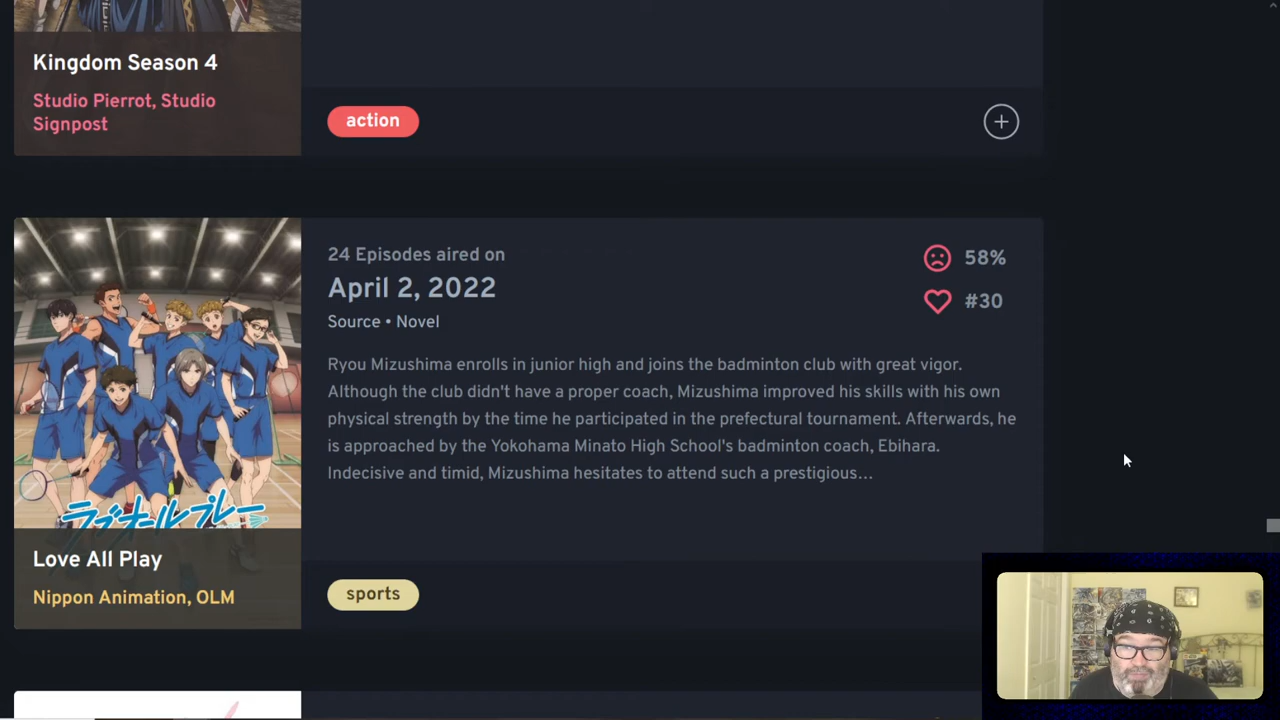 Kingdom Season 4
Studio Pierrot, Studio
Signpost
action
24 Episodes aired on
58%
April 2, 2022
#30
Source • Novel
Ryou Mizushima enrolls in junior high and joins the badminton club with great vigor.
Although the club didn't have a proper coach, Mizushima improved his skills with his own
physical strength by the time he participated in the prefectural tournament. Afterwards, he
is approached by the Yokohama Minato High School's badminton coach, Ebihara.
Indecisive and timid, Mizushima hesitates to attend such a prestigious...
ラブオールプレー
Love All Play
Nippon Animation, OLM
sports